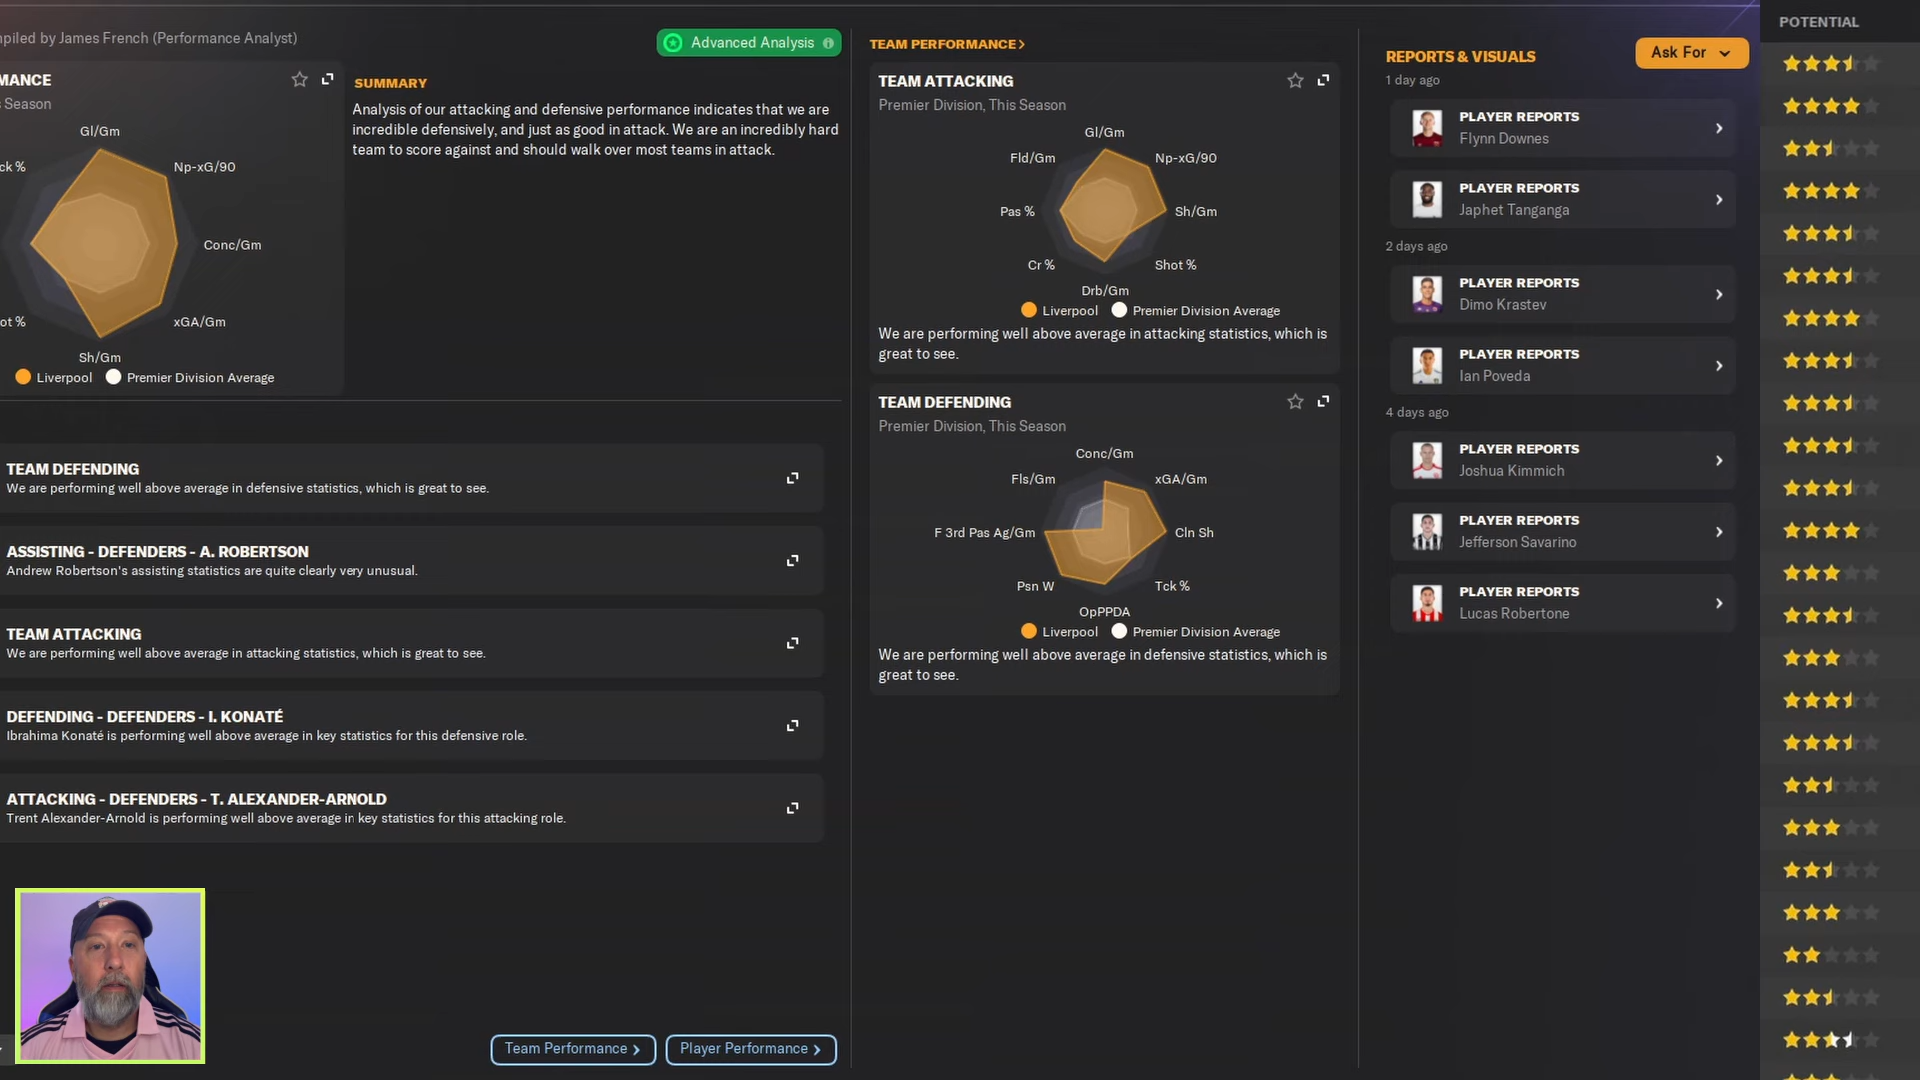 mpiled by James French (Performance Analyst)
Advanced Analysis
MANCE
s Season
Gl/Gm
ck %
Np-xG/90
Conc/Gm
ot %
xGA/Gm
Sh/Gm
Liverpool
Premier Division Average
SUMMARY
Analysis of our attacking and defensive performance indicates that we are
incredible defensively, and just as good in attack. We are an incredibly hard
team to score against and should walk over most teams in attack.
TEAM DEFENDING
We are performing well above average in defensive statistics, which is great to see.
ASSISTING - DEFENDERS - A. ROBERTSON
Andrew Robertson's assisting statistics are quite clearly very unusual.
TEAM ATTACKING
We are performing well above average in attacking statistics, which is great to see.
DEFENDING - DEFENDERS - I. KONATÉ
Ibrahima Konaté is performing well above average in key statistics for this defensive role.
ATTACKING - DEFENDERS - T. ALEXANDER-ARNOLD
Trent Alexander-Arnold is performing well above average in key statistics for this attacking role.
Team Performance
Player Performance
TEAM PERFORMANCE
TEAM ATTACKING
Premier Division, This Season
Gl/Gm
Fld/Gm
Np-xG/90
Pas %
Sh/Gm
Cr %
Shot %
Drb/Gm
Liverpool
Premier Division Average
We are performing well above average in attacking statistics, which is
great to see.
TEAM DEFENDING
Premier Division, This Season
Conc/Gm
Fls/Gm
xGA/Gm
F 3rd Pas Ag/Gm
Cln Sh
Psn W
Tck %
OpPPDA
Liverpool
Premier Division Average
We are performing well above average in defensive statistics, which is
great to see.
REPORTS & VISUALS
Ask For
1 day ago
PLAYER REPORTS
Flynn Downes
PLAYER REPORTS
Japhet Tanganga
2 days ago
PLAYER REPORTS
Dimo Krastev
PLAYER REPORTS
Ian Poveda
4 days ago
PLAYER REPORTS
Joshua Kimmich
PLAYER REPORTS
Jefferson Savarino
PLAYER REPORTS
Lucas Robertone
POTENTIAL